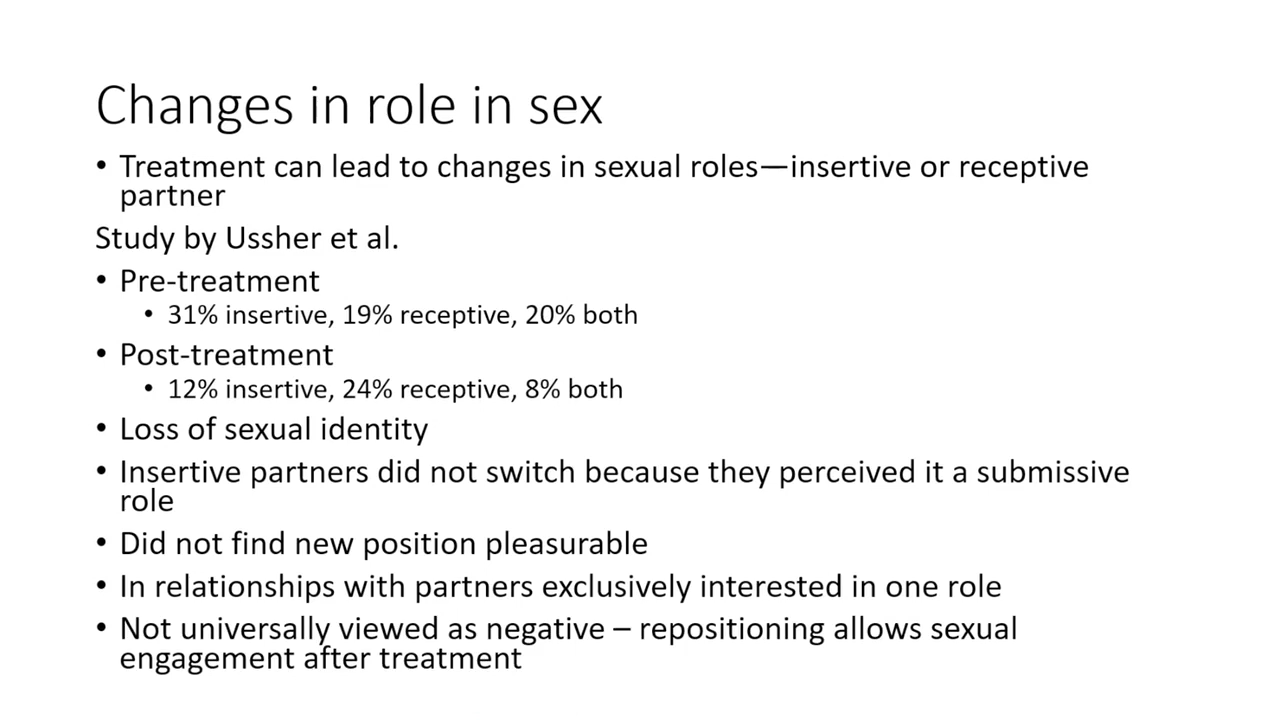 Changes in role in sex
• Treatment can lead to changes in sexual roles—insertive or receptive
partner
Study by Ussher et al.
• Pre-treatment
• 31% insertive, 19% receptive, 20% both
• Post-treatment
• 12% insertive, 24% receptive, 8% both
• Loss of sexual identity
• Insertive partners did not switch because they perceived it a submissive
role
• Did not find new position pleasurable
• In relationships with partners exclusively interested in one role
• Not universally viewed as negative – repositioning allows sexual
engagement after treatment